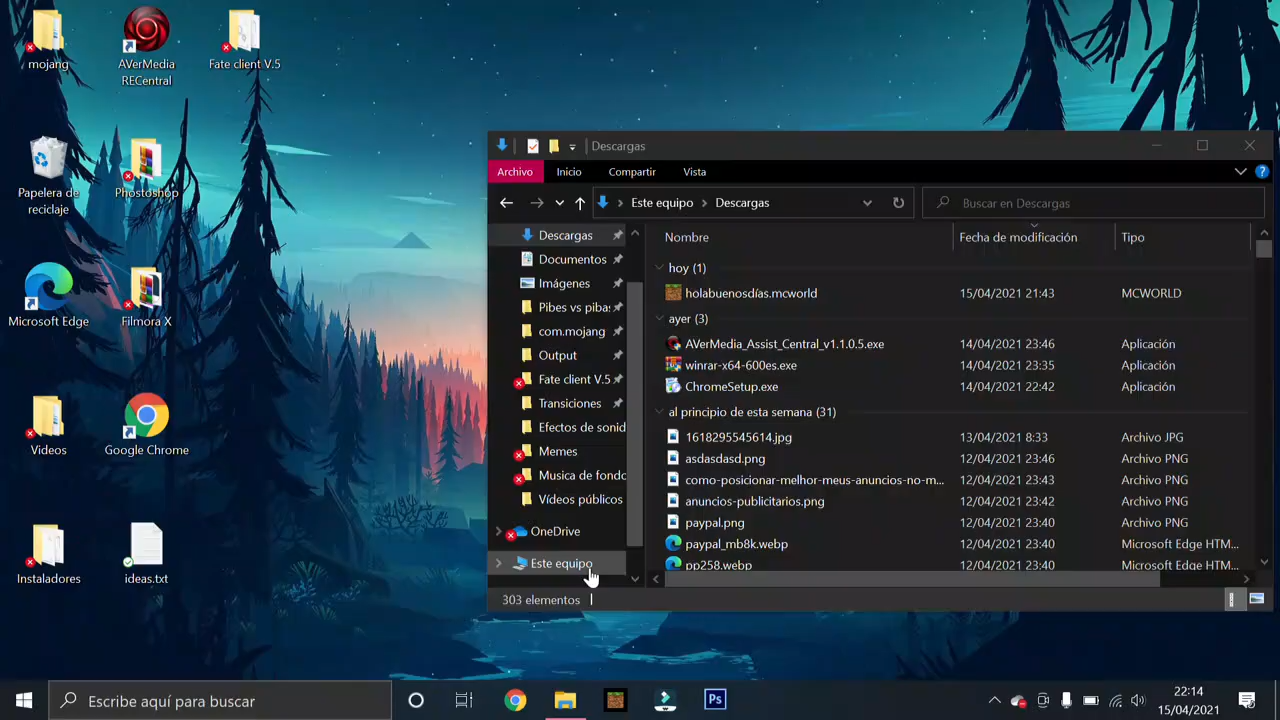 mojang
AVerMedia
RECentral
Fate client V.5
Papelera de
reciclaje
Phostoshop
Microsoft Edge
Filmora X
Videos
Google Chrome
Instaladores
ideas.txt
Descargas
Archivo
Inicio
Compartir
Vista
Este equipo
Descargas
Buscar en Descargas
Descargas
Documentos
Imágenes
Pibes vs pibas
com.mojang
Output
Fate client V.5
Transiciones
Efectos de sonid
Memes
Musica de fondo
Vídeos públicos
OneDrive
Este equipo
Nombre
Fecha de modificación
Tipo
hoy (1)
holabuenosdías.mcworld 15/04/2021 21:43 MCWORLD
ayer (3)
AVerMedia_Assist_Central_v1.1.0.5.exe 14/04/2021 23:46 Aplicación
winrar-x64-600es.exe 14/04/2021 23:35 Aplicación
ChromeSetup.exe 14/04/2021 22:42 Aplicación
al principio de esta semana (31)
1618295545614.jpg 13/04/2021 8:33 Archivo JPG
asdasdasd.png 12/04/2021 23:46 Archivo PNG
como-posicionar-melhor-meus-anuncios-no-m... 12/04/2021 23:43 Archivo PNG
anuncios-publicitarios.png 12/04/2021 23:42 Archivo PNG
paypal.png 12/04/2021 23:40 Archivo PNG
paypal_mb8k.webp 12/04/2021 23:40 Microsoft Edge HTM...
pp258.webp 12/04/2021 23:40 Microsoft Edge HTM...
303 elementos
Escribe aquí para buscar
Ps
22:14
15/04/2021